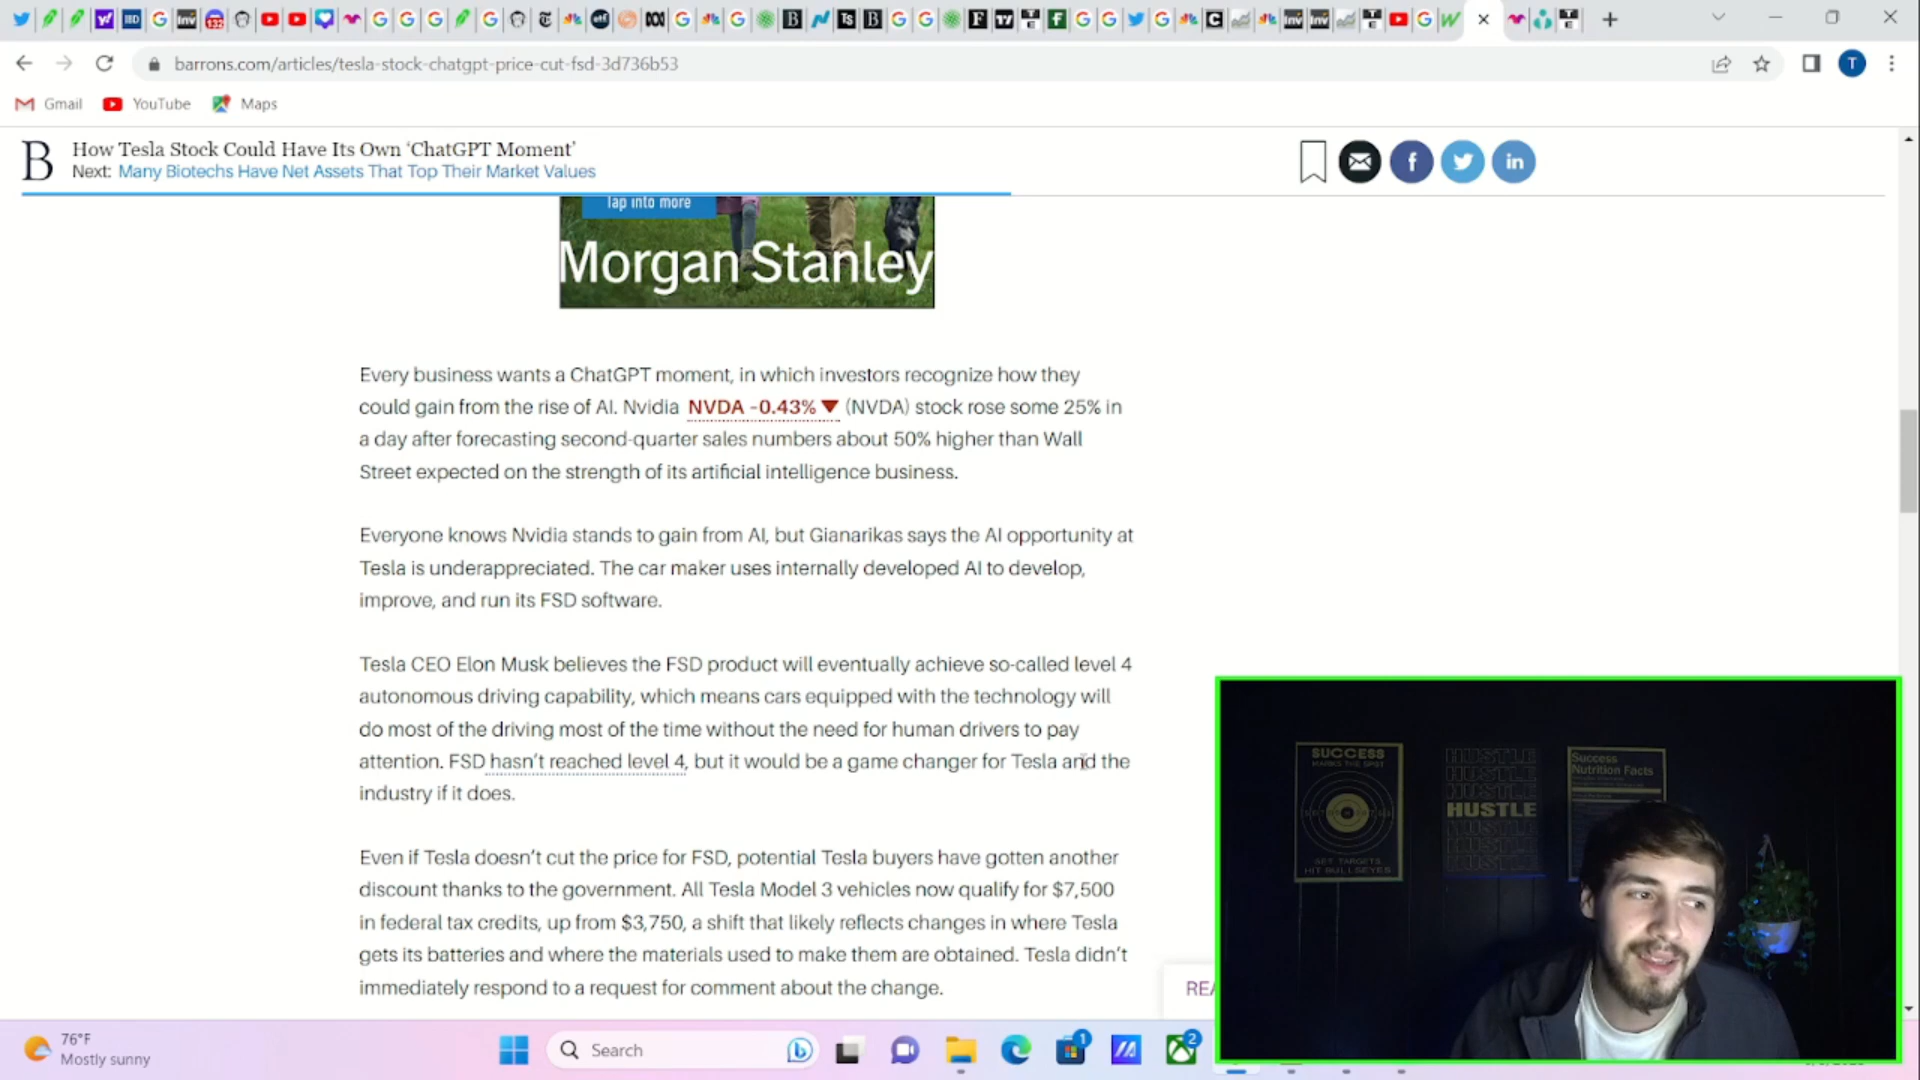 132
barrons.com/articles/tesla-stock-chatgpt-price-cut-fsd-3d736b53
T
Gmail YouTube Maps
B
How Tesla Stock Could Have Its Own ‘ChatGPT Moment’
Next: Many Biotechs Have Net Assets That Top Their Market Values
Tap into more
Morgan Stanley
Every business wants a ChatGPT moment, in which investors recognize how they
could gain from the rise of AI. Nvidia NVDA -0.43% ▼ (NVDA) stock rose some 25% in
a day after forecasting second-quarter sales numbers about 50% higher than Wall
Street expected on the strength of its artificial intelligence business.
Everyone knows Nvidia stands to gain from AI, but Gianarikas says the AI opportunity at
Tesla is underappreciated. The car maker uses internally developed AI to develop,
improve, and run its FSD software.
Tesla CEO Elon Musk believes the FSD product will eventually achieve so-called level 4
autonomous driving capability, which means cars equipped with the technology will
do most of the driving most of the time without the need for human drivers to pay
attention. FSD hasn’t reached level 4, but it would be a game changer for Tesla and the
industry if it does.
Even if Tesla doesn’t cut the price for FSD, potential Tesla buyers have gotten another
discount thanks to the government. All Tesla Model 3 vehicles now qualify for $7,500
in federal tax credits, up from $3,750, a shift that likely reflects changes in where Tesla
gets its batteries and where the materials used to make them are obtained. Tesla didn’t
immediately respond to a request for comment about the change.
SUCCESS
MARKS THE SPOT
GET TARGETS,
HIT BULLSEYES
HUSTLE
HUSTLE
HUSTLE
HUSTLE
HUSTLE
HUSTLE
HUSTLE
Success
Nutrition Facts
76°F
Mostly sunny
Search
1
2